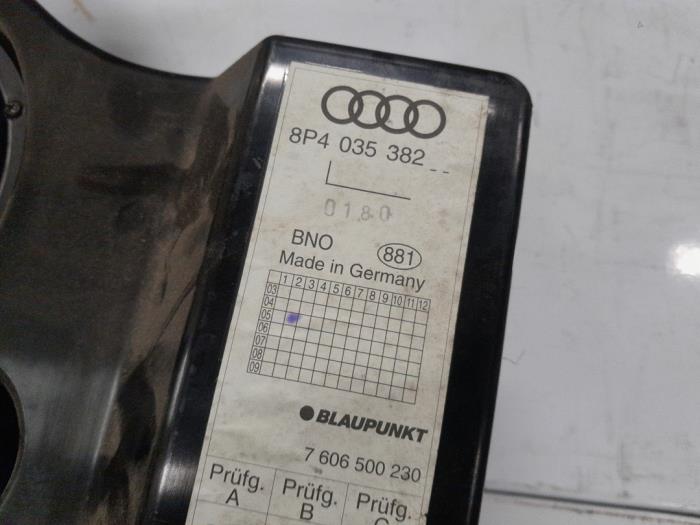 8P4 035 382 _ _
0180
BNO 881
Made in Germany
1 2 3 4 5 6 7 8 9 10 11 12
03
04
05
06
07
08
09
BLAUPUNKT
7 606 500 230
Prüfg. Prüfg. Prüfg.
A B C